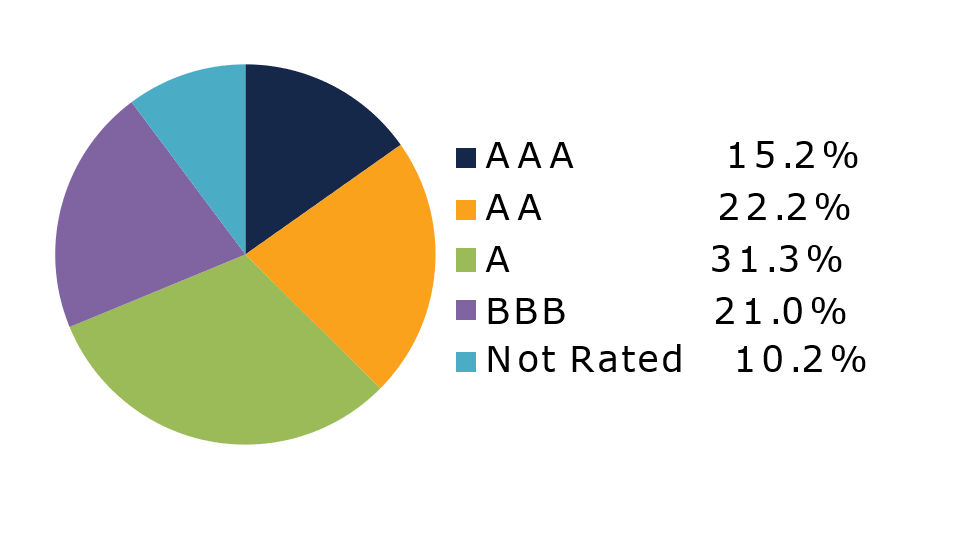 AAA 15.2%
AA 22.2%
A 31.3%
BBB 21.0%
Not Rated 10.2%